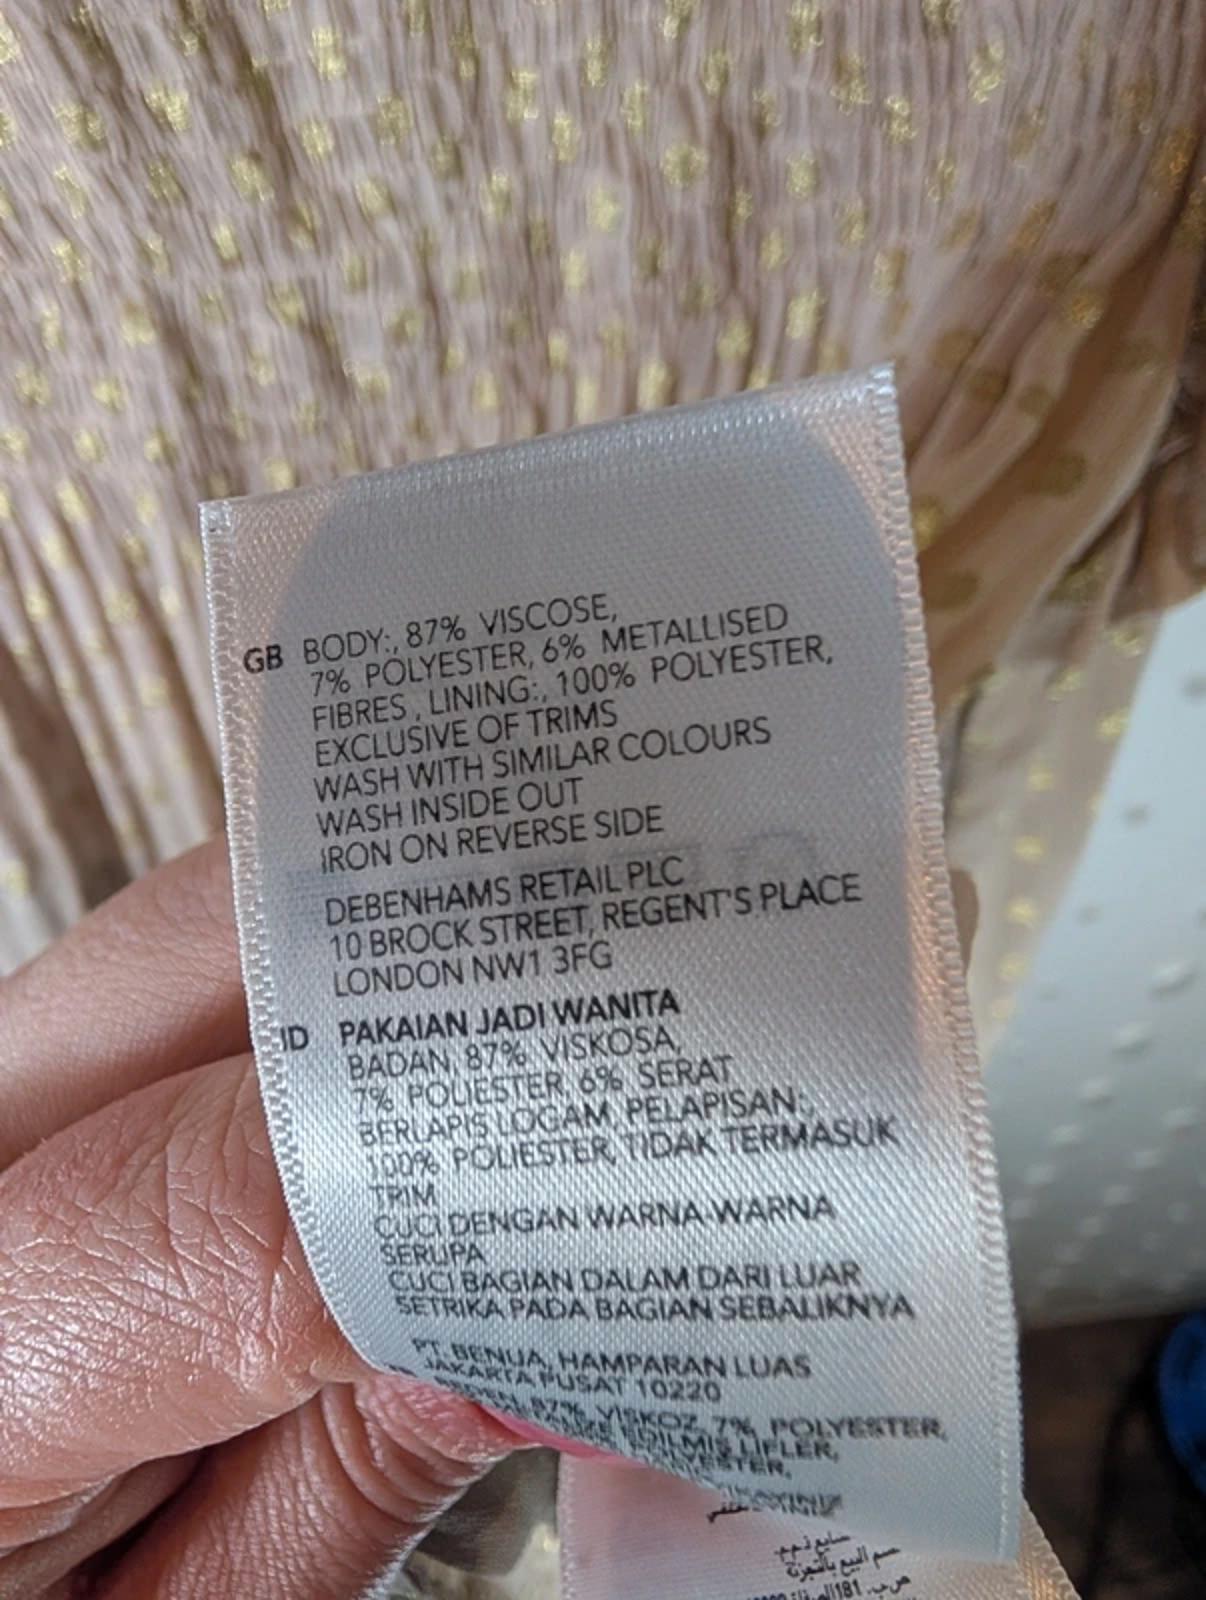 GB BODY:, 87% VISCOSE,
7% POLYESTER, 6% METALLISED
FIBRES , LINING:, 100% POLYESTER,
EXCLUSIVE OF TRIMS
WASH WITH SIMILAR COLOURS
WASH INSIDE OUT
IRON ON REVERSE SIDE
DEBENHAMS RETAIL PLC
10 BROCK STREET, REGENT'S PLACE
LONDON NW1 3FG
ID PAKAIAN JADI WANITA
BADAN 87% VISKOSA,
7% POLIESTER, 6% SERAT
BERLAPIS LOGAM, PELAPISAN:,
100% POLIESTER, TIDAK TERMASUK
TRIM
CUCI DENGAN WARNA-WARNA
SERUPA
CUCI BAGIAN DALAM DARI LUAR
SETRIKA PADA BAGIAN SEBALIKNYA
PT. BENUA, HAMPARAN LUAS
JAKARTA PUSAT 10220
87% VISKOZ, 7% POLYESTER,
EDILMIS LIFLER,